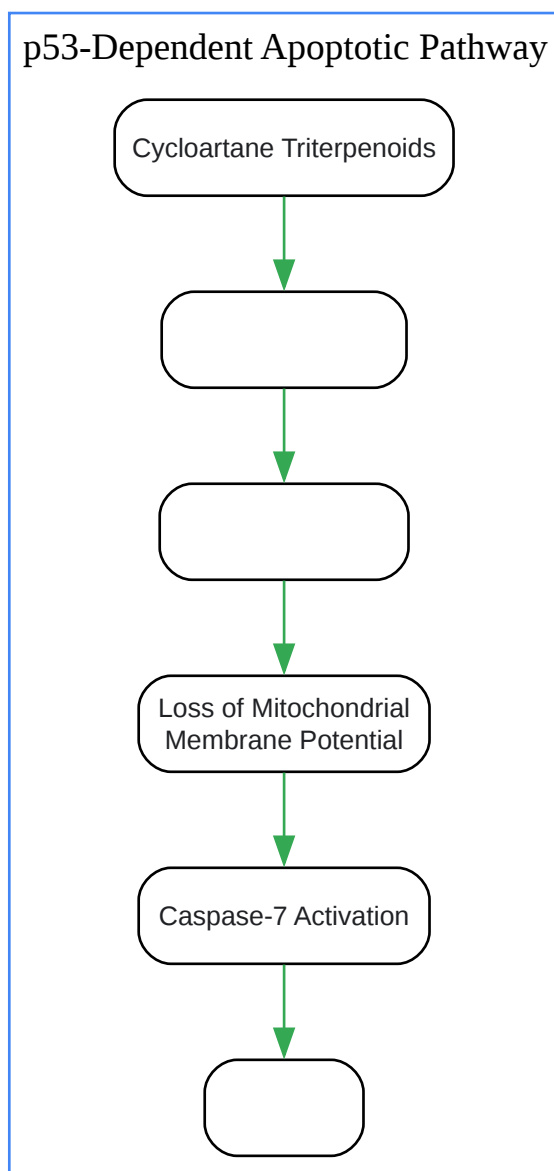 p53-Dependent Apoptotic Pathway
Cycloartane Triterpenoids
Loss of Mitochondrial
Membrane Potential
Caspase-7 Activation